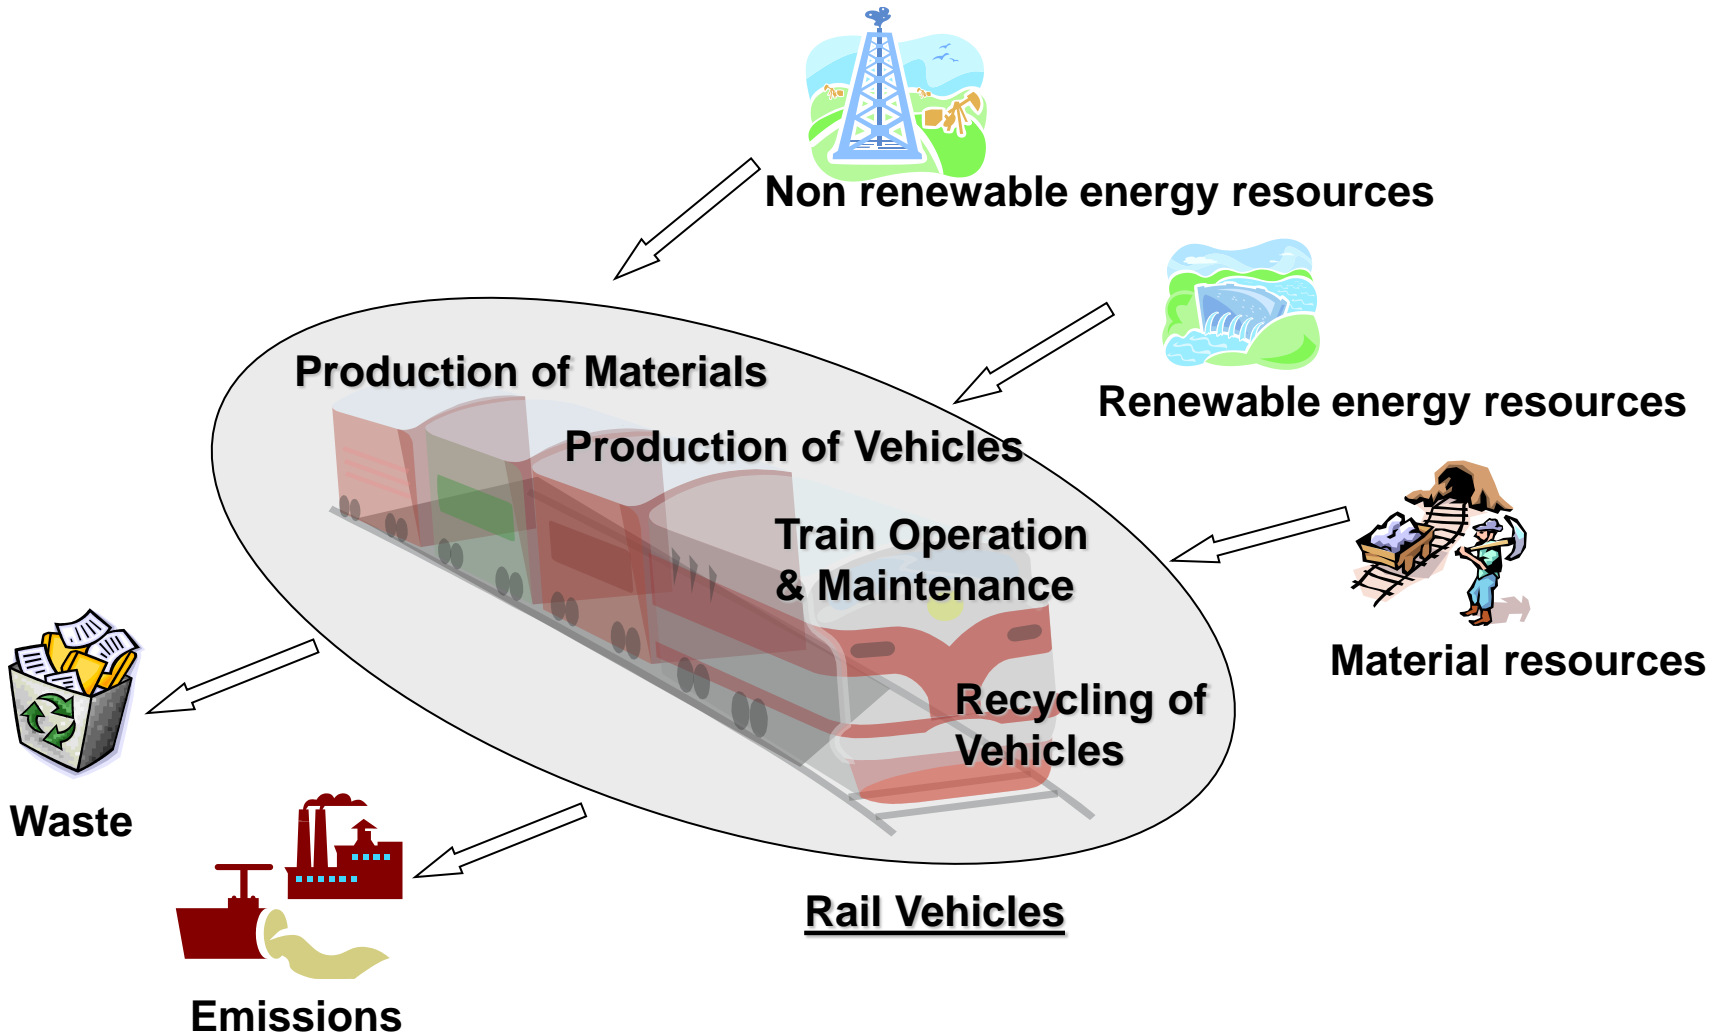 Non renewable energy resources
Renewable energy resources
Production of Materials
Production of Vehicles
Train Operation
& Maintenance
Material resources
Recycling of
Vehicles
Waste
Rail Vehicles
Emissions